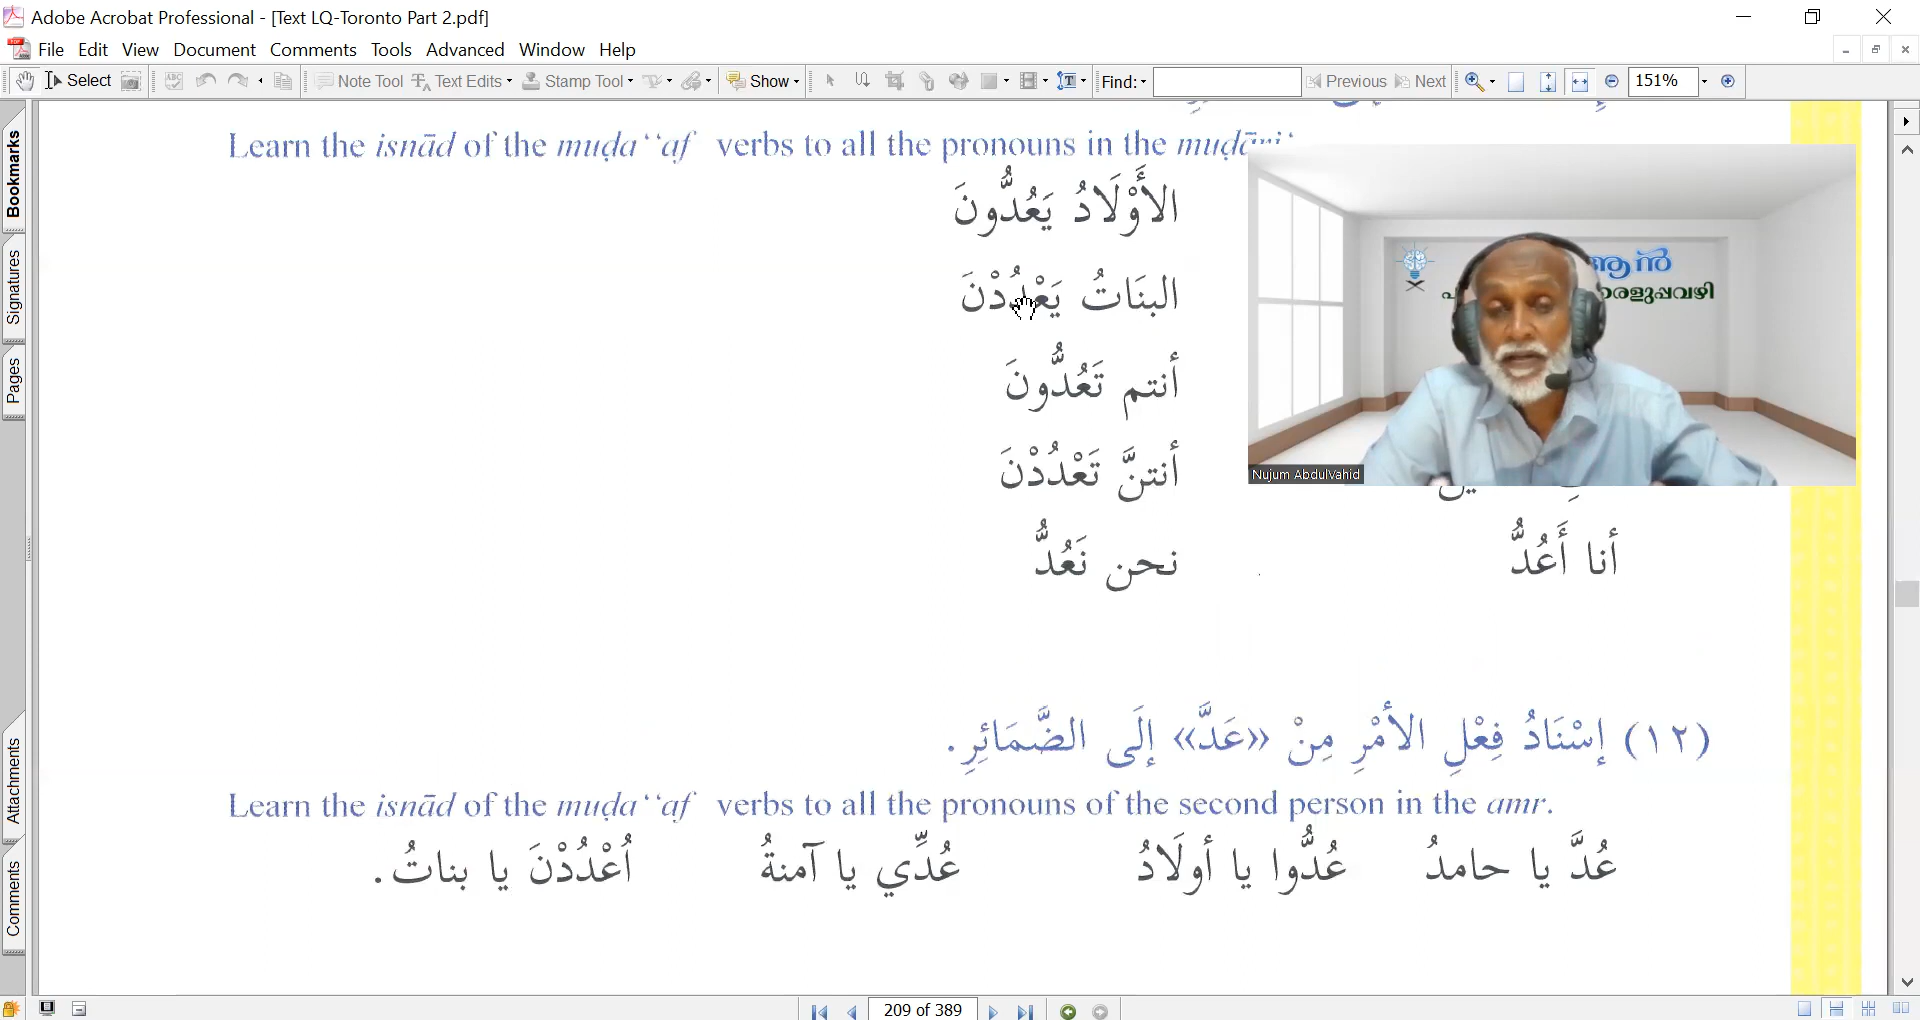 Adobe Acrobat Professional - [Text LQ-Toronto Part 2.pdf]
File Edit View Document Comments Tools Advanced Window Help
Select Note Tool Text Edits Stamp Tool Show Find: Previous Next 151%
Bookmarks
Signatures
Pages
Attachments
Comments
Learn the isnād of the muḍa‘‘af verbs to all the pronouns in the muḍāri‘
الأَوْلَادُ يَعُدُّونَ
البنَاتُ يَعْدُدْنَ
أنتم تَعُدُّونَ
أنتنَّ تَعْدُدْنَ
أنا أَعُدُّ نحن نَعُدُّ
ആൻ
Nujum AbdulVahid
(١٢) إِسْنَادُ فِعْلِ الأَمْرِ مِنْ «عَدَّ» إِلَى الضَّمَائِرِ.
Learn the isnād of the muḍa‘‘af verbs to all the pronouns of the second person in the amr.
عُدَّ يا حامدُ عُدُّوا يا أولَادُ عُدِّي يا آمنةُ اُعْدُدْنَ يا بناتُ.
209 of 389